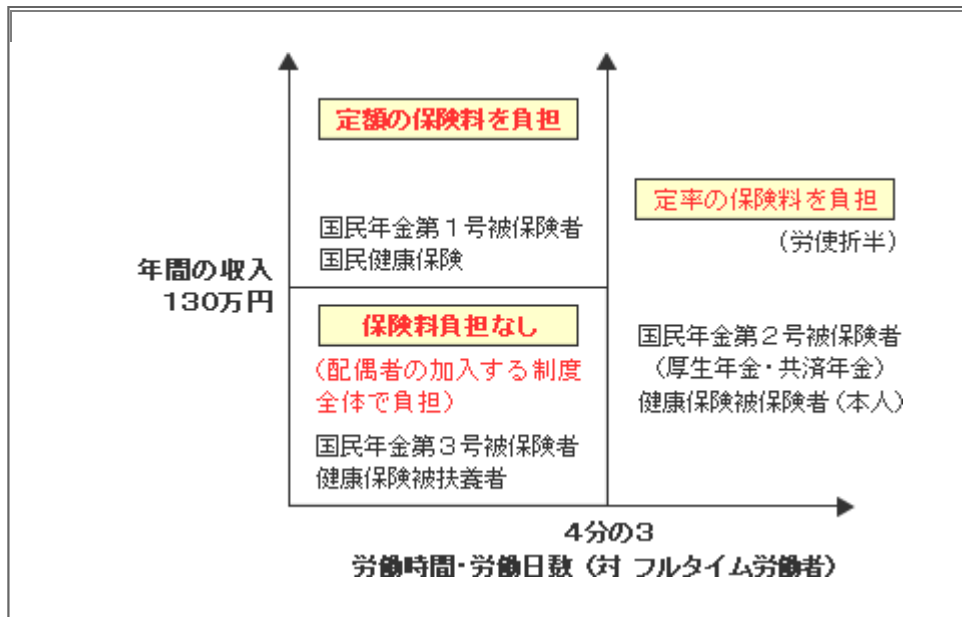 定額の保険料を負担
国民年金第１号被保険者
国民健康保険
定率の保険料を負担
（労使折半）
年間の収入
１３０万円
保険料負担なし
（配偶者の加入する制度
全体で負担）
国民年金第３号被保険者
健康保険被扶養者
国民年金第２号被保険者
（厚生年金・共済年金）
健康保険被保険者（本人）
４分の３
労働時間・労働日数（対 フルタイム労働者）